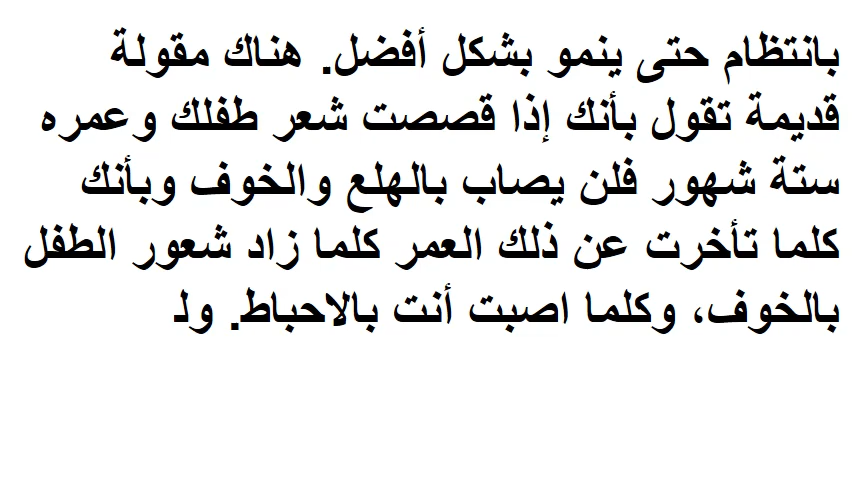 بانتظام حتى ينمو بشكل أفضل. هناك مقولة
قديمة تقول بأنك إذا قصصت شعر طفلك وعمره
ستة شهور فلن يصاب بالهلع والخوف وبأنك
كلما تأخرت عن ذلك العمر كلما زاد شعور الطفل
بالخوف، وكلما اصبت أنت بالاحباط. ولـ